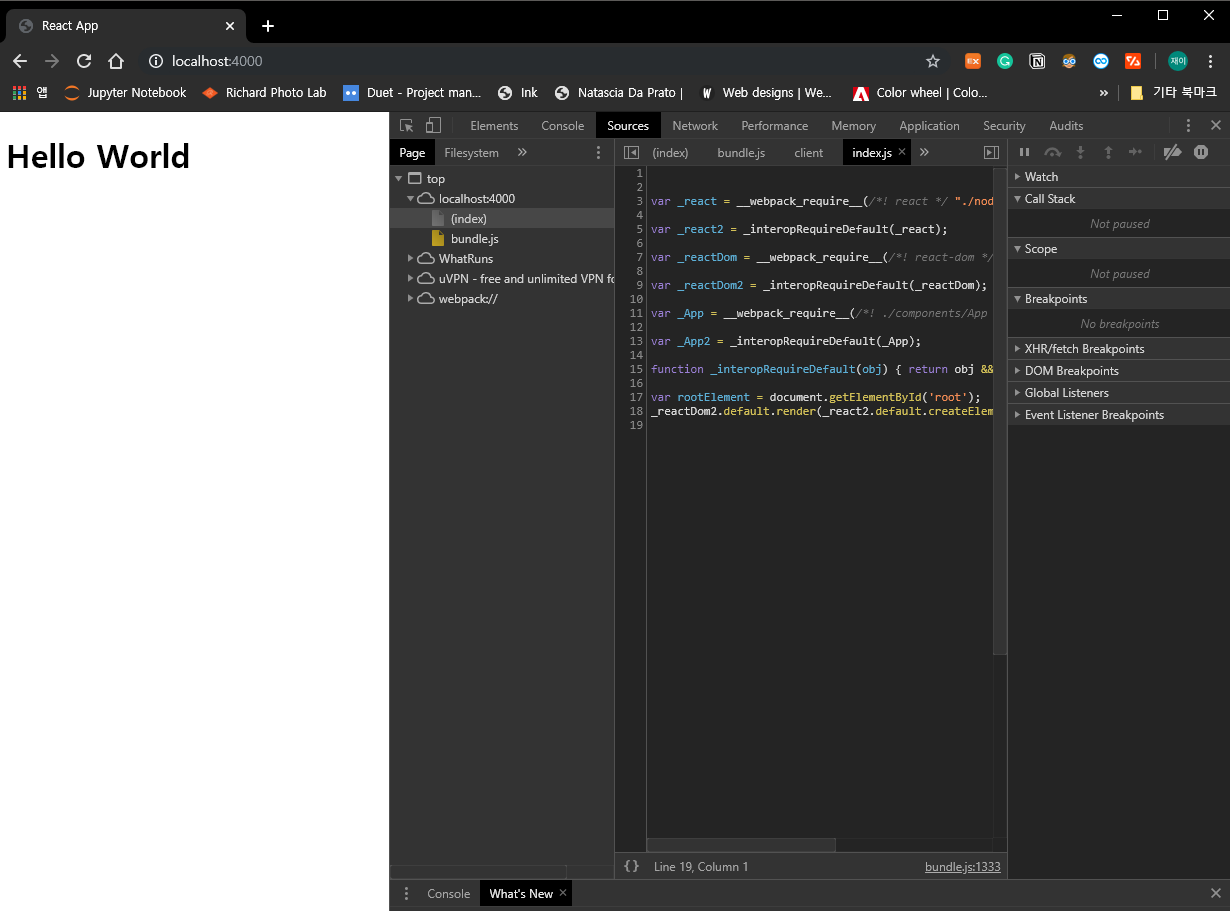 React App
localhost:4000
재이
앱
Jupyter Notebook
Richard Photo Lab
Duet - Project man...
Ink
Natascia Da Prato |
Web designs | We...
Color wheel | Colo...
»
기타 북마크
Hello World
Elements
Console
Sources
Network
Performance
Memory
Application
Security
Audits
Page
Filesystem
»
(index)
bundle.js
client
index.js
»
top
localhost:4000
(index)
bundle.js
WhatRuns
uVPN - free and unlimited VPN fo
webpack://
1
2
3 var _react = __webpack_require__(/*! react */ "./nod
4
5 var _react2 = _interopRequireDefault(_react);
6
7 var _reactDom = __webpack_require__(/*! react-dom */
8
9 var _reactDom2 = _interopRequireDefault(_reactDom);
10
11 var _App = __webpack_require__(/*! ./components/App
12
13 var _App2 = _interopRequireDefault(_App);
14
15 function _interopRequireDefault(obj) { return obj &&
16
17 var rootElement = document.getElementById('root');
18 _reactDom2.default.render(_react2.default.createElem
19
Watch
Call Stack
Not paused
Scope
Not paused
Breakpoints
No breakpoints
XHR/fetch Breakpoints
DOM Breakpoints
Global Listeners
Event Listener Breakpoints
{} Line 19, Column 1
bundle.js:1333
Console
What's New